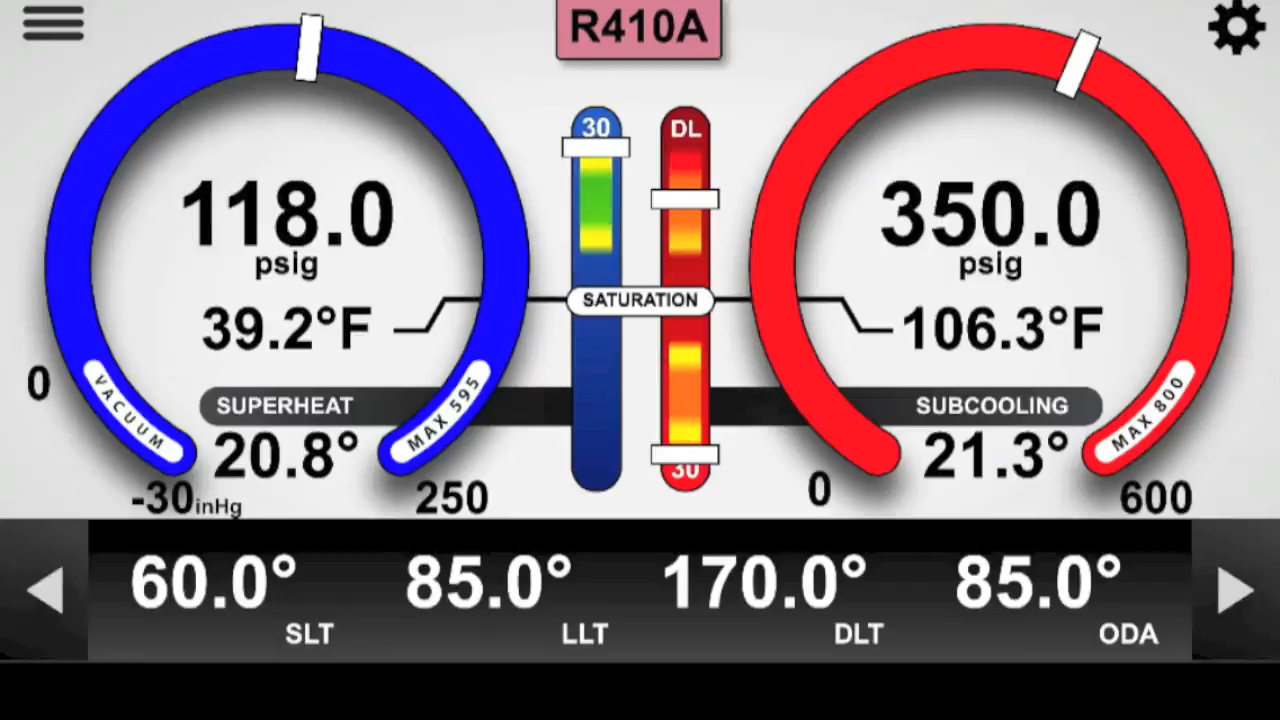 R410A
30
DL
118.0
psig
39.2°F
350.0
psig
106.3°F
SATURATION
0
VACUUM
MAX 595
SUPERHEAT
20.8°
-30inHg
250
30
SUBCOOLING
21.3°
MAX 800
0
600
60.0°
SLT
85.0°
LLT
170.0°
DLT
85.0°
ODA